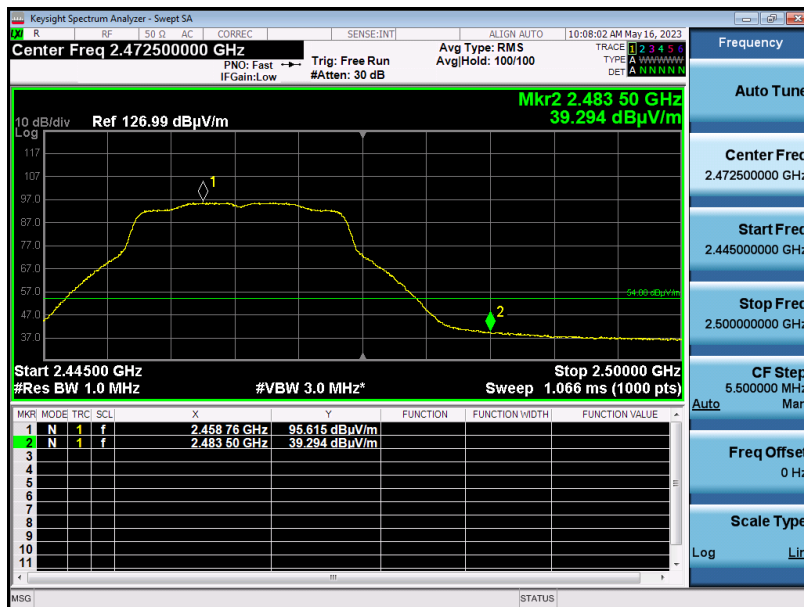 Keysight Spectrum Analyzer - Swept SA
LXI R RF 50 Ω AC CORREC SENSE:INT ALIGN AUTO 10:08:02 AM May 16, 2023
Center Freq 2.472500000 GHz
PNO: Fast
IFGain:Low
Trig: Free Run
#Atten: 30 dB
Avg Type: RMS
Avg|Hold: 100/100
TRACE 1 2 3 4 5 6
TYPE A WWWWW
DET A N N N N N
Mkr2 2.483 50 GHz
39.294 dBµV/m
10 dB/div Ref 126.99 dBµV/m
Log
117
107
97.0
87.0
77.0
67.0
57.0
47.0
37.0
1
54.00 dBµV/m
2
Start 2.44500 GHz Stop 2.50000 GHz
#Res BW 1.0 MHz #VBW 3.0 MHz* Sweep 1.066 ms (1000 pts)
MKR MODE TRC SCL X Y FUNCTION FUNCTION WIDTH FUNCTION VALUE
1 N 1 f 2.458 76 GHz 95.615 dBµV/m
2 N 1 f 2.483 50 GHz 39.294 dBµV/m
3
4
5
6
7
8
9
10
11
MSG STATUS
Frequency
Auto Tune
Center Freq
2.472500000 GHz
Start Freq
2.445000000 GHz
Stop Freq
2.500000000 GHz
CF Step
5.500000 MHz
Auto Man
Freq Offset
0 Hz
Scale Type
Log Lin